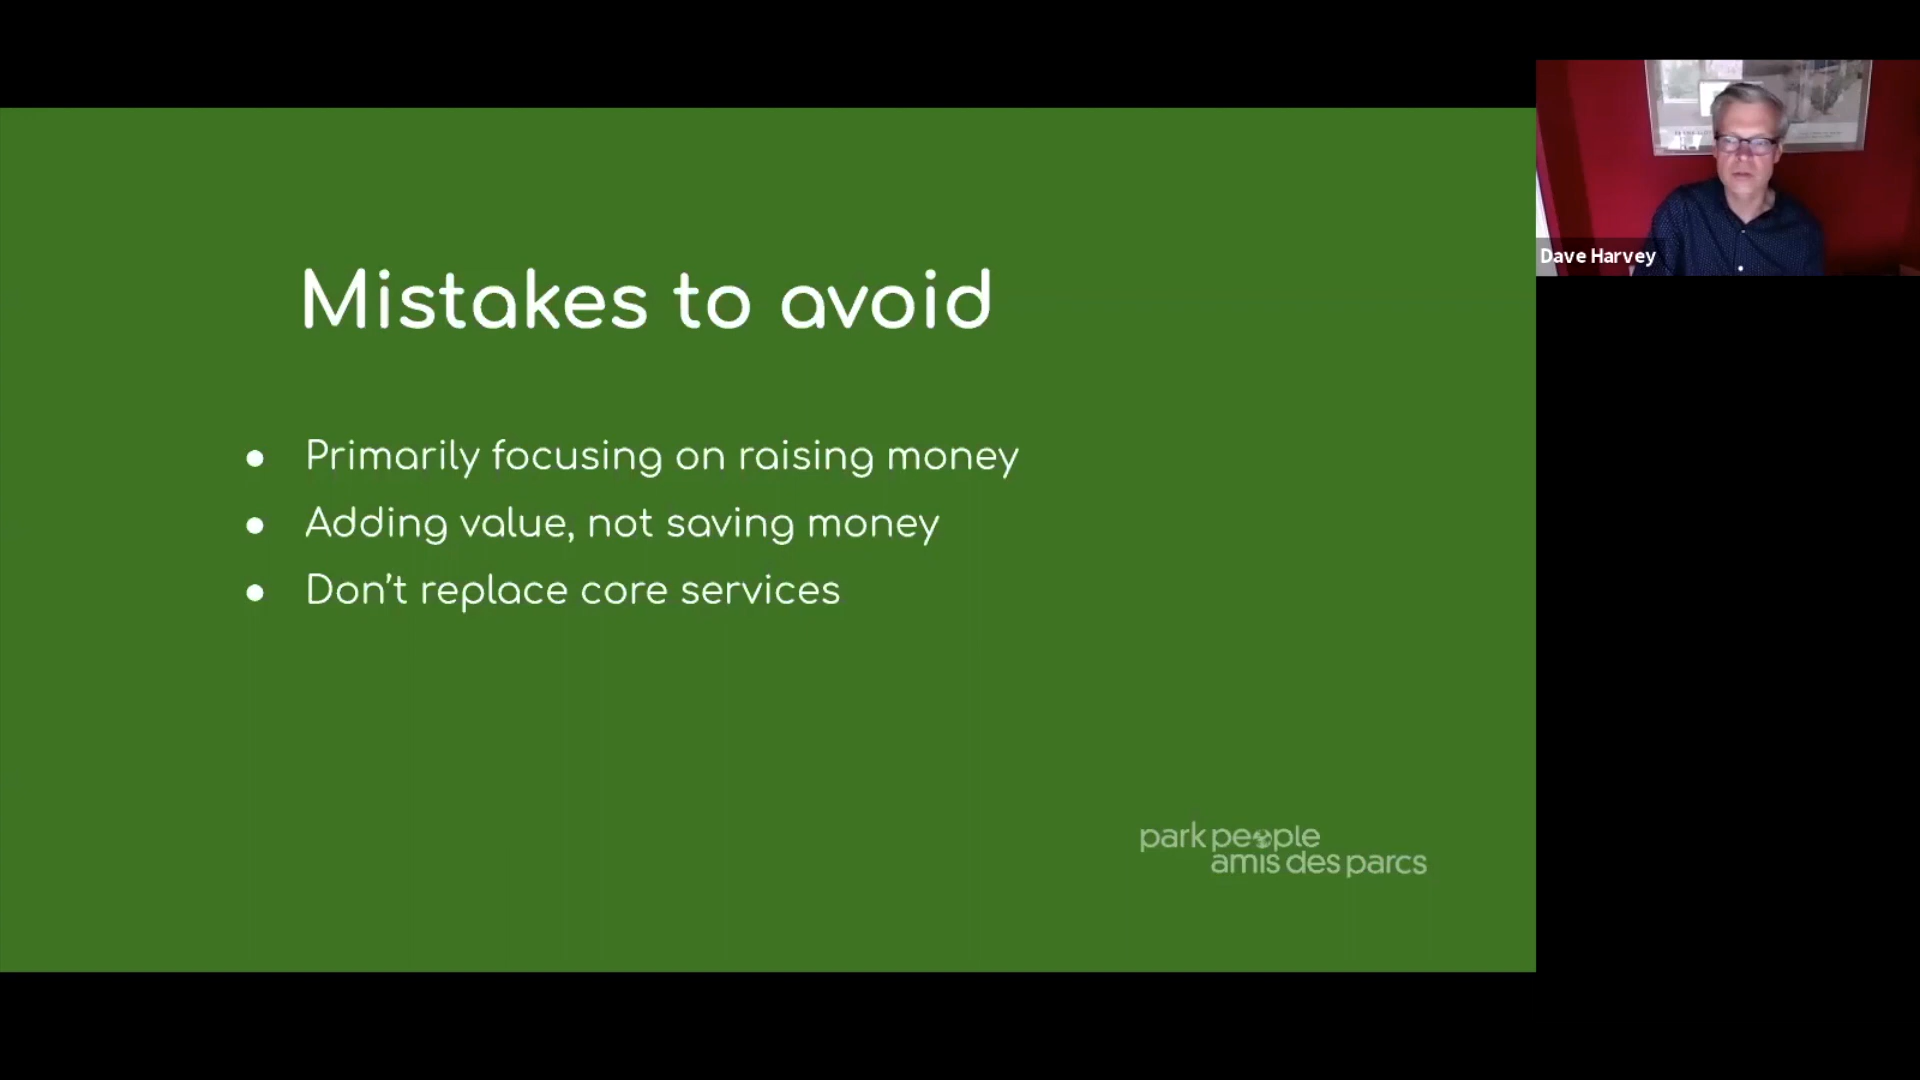 Mistakes to avoid
● Primarily focusing on raising money
● Adding value, not saving money
● Don't replace core services
park people
amis des parcs
Dave Harvey